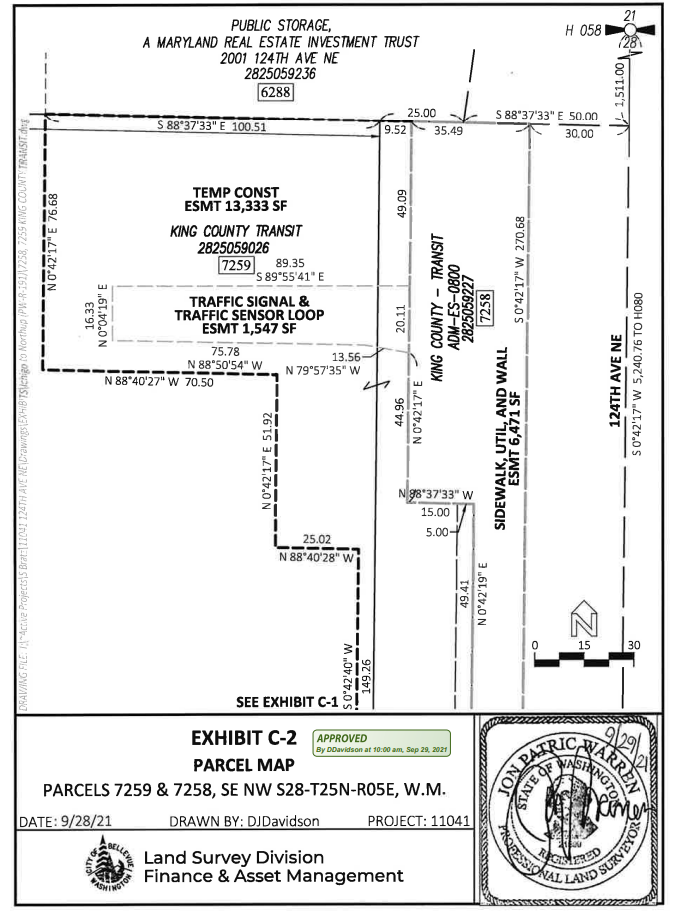 PUBLIC STORAGE,
A MARYLAND REAL ESTATE INVESTMENT TRUST
2001 124TH AVE NE
2825059236
6288
H 058
21
28
1,511.00
25.00
S 88°37'33" E 50.00
S 88°37'33" E 100.51
9.52
35.49
30.00
N 0°42'17" E 76.68
TEMP CONST
ESMT 13,333 SF
KING COUNTY TRANSIT
2825059026
7259
89.35
S 89°55'41" E
49.09
KING COUNTY - TRANSIT
ADM-ES-0800
2825059227
7258
S 0°42'17" W 270.68
16.33
N 0°04'19" E
TRAFFIC SIGNAL &
TRAFFIC SENSOR LOOP
ESMT 1,547 SF
20.11
75.78
N 88°50'54" W
13.56
N 79°57'35" W
N 88°40'27" W 70.50
N 0°42'17" E 51.92
44.96
N 0°42'17" E
SIDEWALK, UTIL, AND WALL
ESMT 6,471 SF
124TH AVE NE
S 0°42'17" W 5,240.76 TO H080
N 88°37'33" W
15.00
5.00
25.02
N 88°40'28" W
49.41
N 0°42'19" E
S 0°42'40" W
149.26
0 15 30
N
SEE EXHIBIT C-1
EXHIBIT C-2
APPROVED
By DDavidson at 10:00 am, Sep 29, 2021
PARCEL MAP
PARCELS 7259 & 7258, SE NW S28-T25N-R05E, W.M.
DATE: 9/28/21 DRAWN BY: DJDavidson PROJECT: 11041
CITY OF BELLEVUE
WASHINGTON
Land Survey Division
Finance & Asset Management
9/29/21
JON PATRIC WARREN
STATE OF WASHINGTON
REGISTERED
PROFESSIONAL LAND SURVEYOR